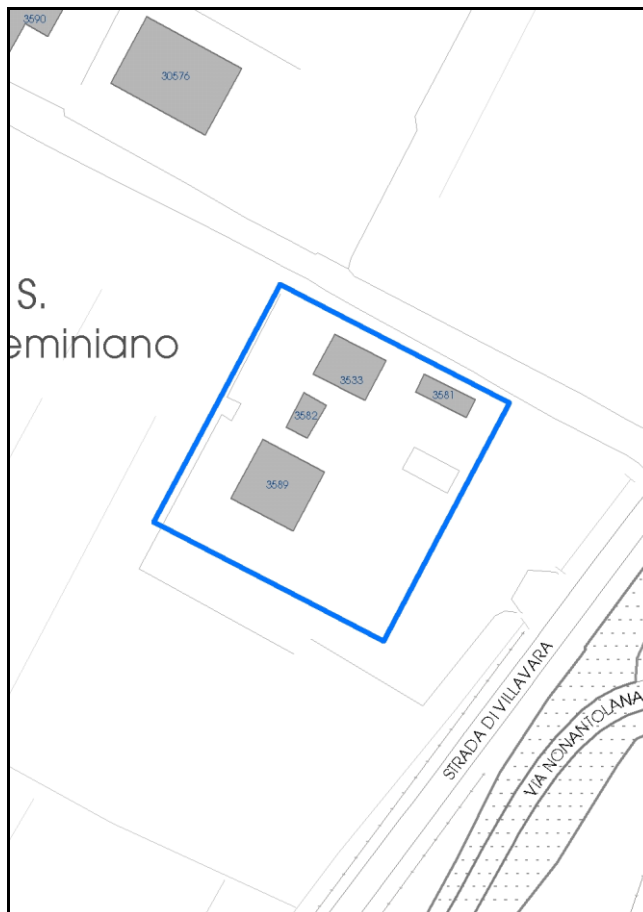 3590
30576
S.
eminiano
3533
3581
3582
3589
STRADA DI VILLAVARA
VIA NONANTOLANA